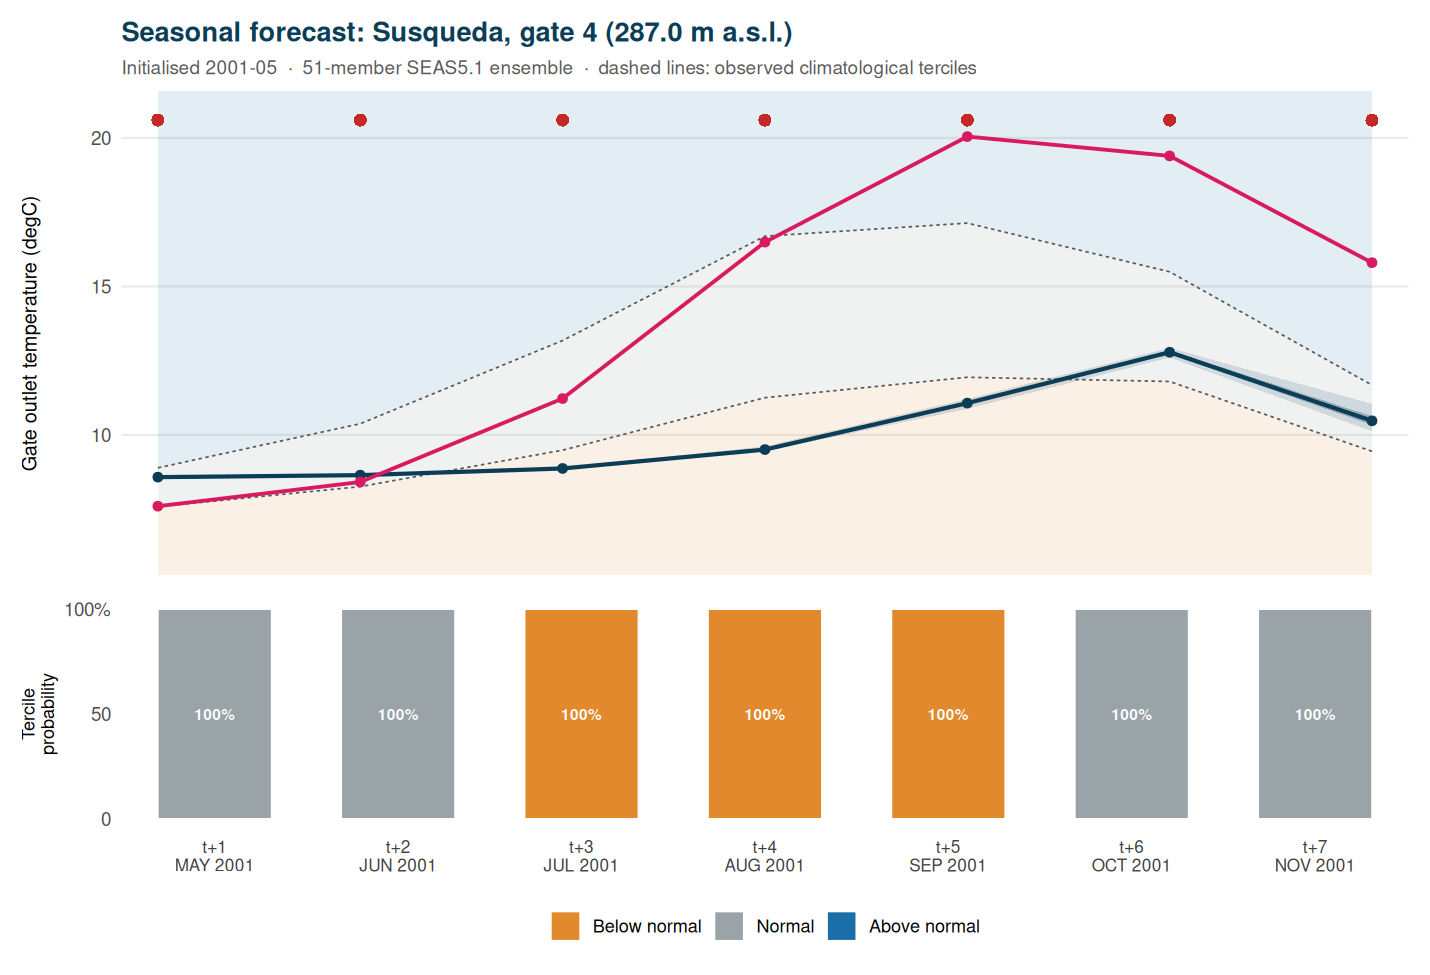 Seasonal forecast: Susqueda, gate 4 (287.0 m a.s.l.)
Initialised 2001-05 · 51-member SEAS5.1 ensemble · dashed lines: observed climatological terciles
Gate outlet temperature (degC)
20
15
10
Tercile
probability
100%
50
0
100% 100% 100% 100% 100% 100% 100%
t+1 t+2 t+3 t+4 t+5 t+6 t+7
MAY 2001 JUN 2001 JUL 2001 AUG 2001 SEP 2001 OCT 2001 NOV 2001
Below normal Normal Above normal